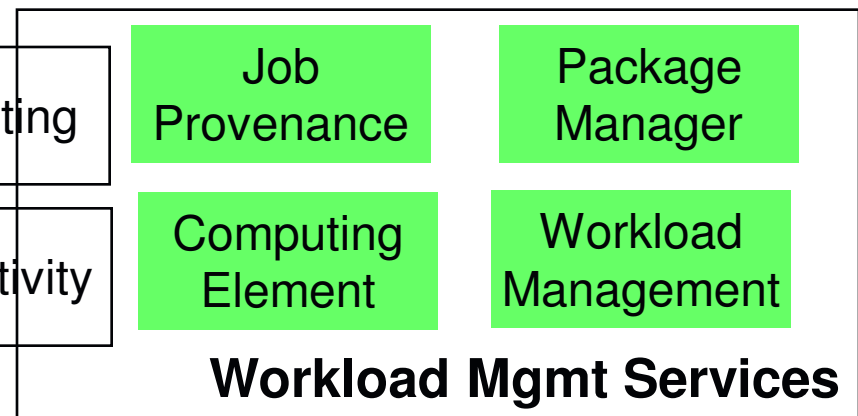 Job
Provenance
Package
Manager
ting
Computing
Element
Workload
Management
tivity
Workload Mgmt Services